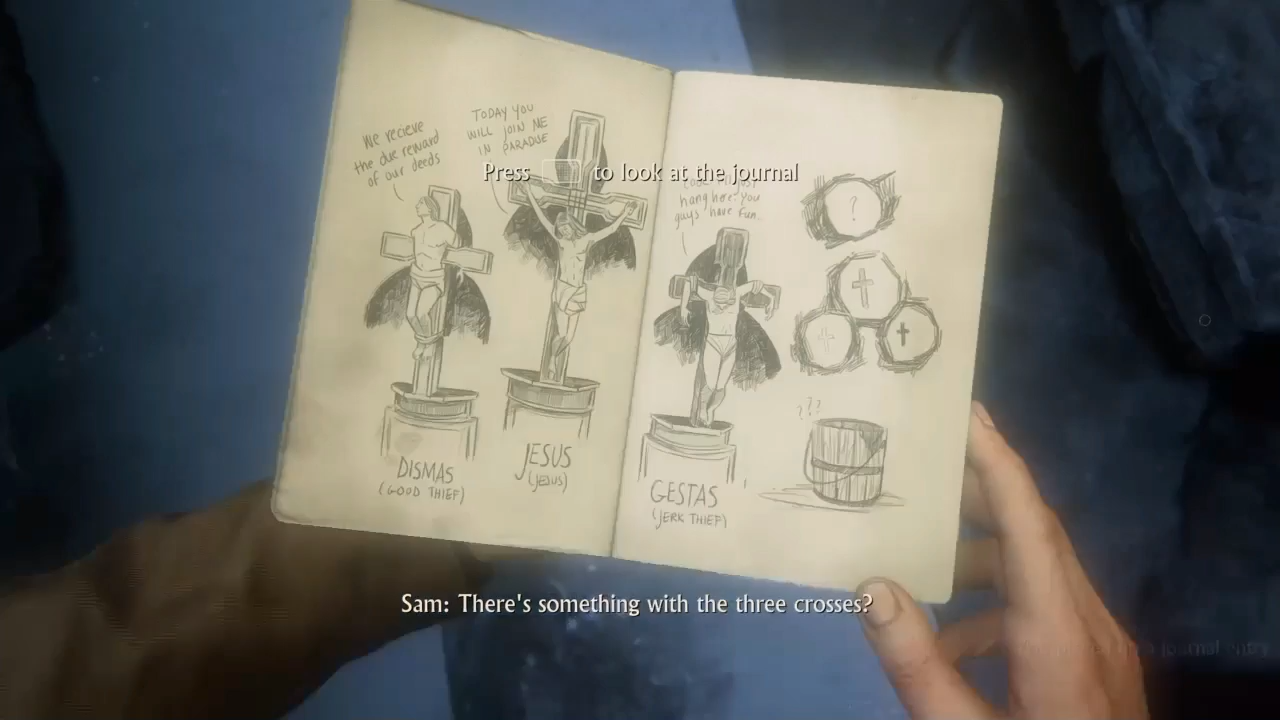 We recieve
the due reward
of our deeds
TODAY YOU
WILL JOIN ME
IN PARADISE
Press to look at the journal
hang here. You
guys have fun.
?
DISMAS
(GOOD THIEF)
JESUS
(JESUS)
GESTAS
(JERK THIEF)
???
Sam: There's something with the three crosses?
journal entry